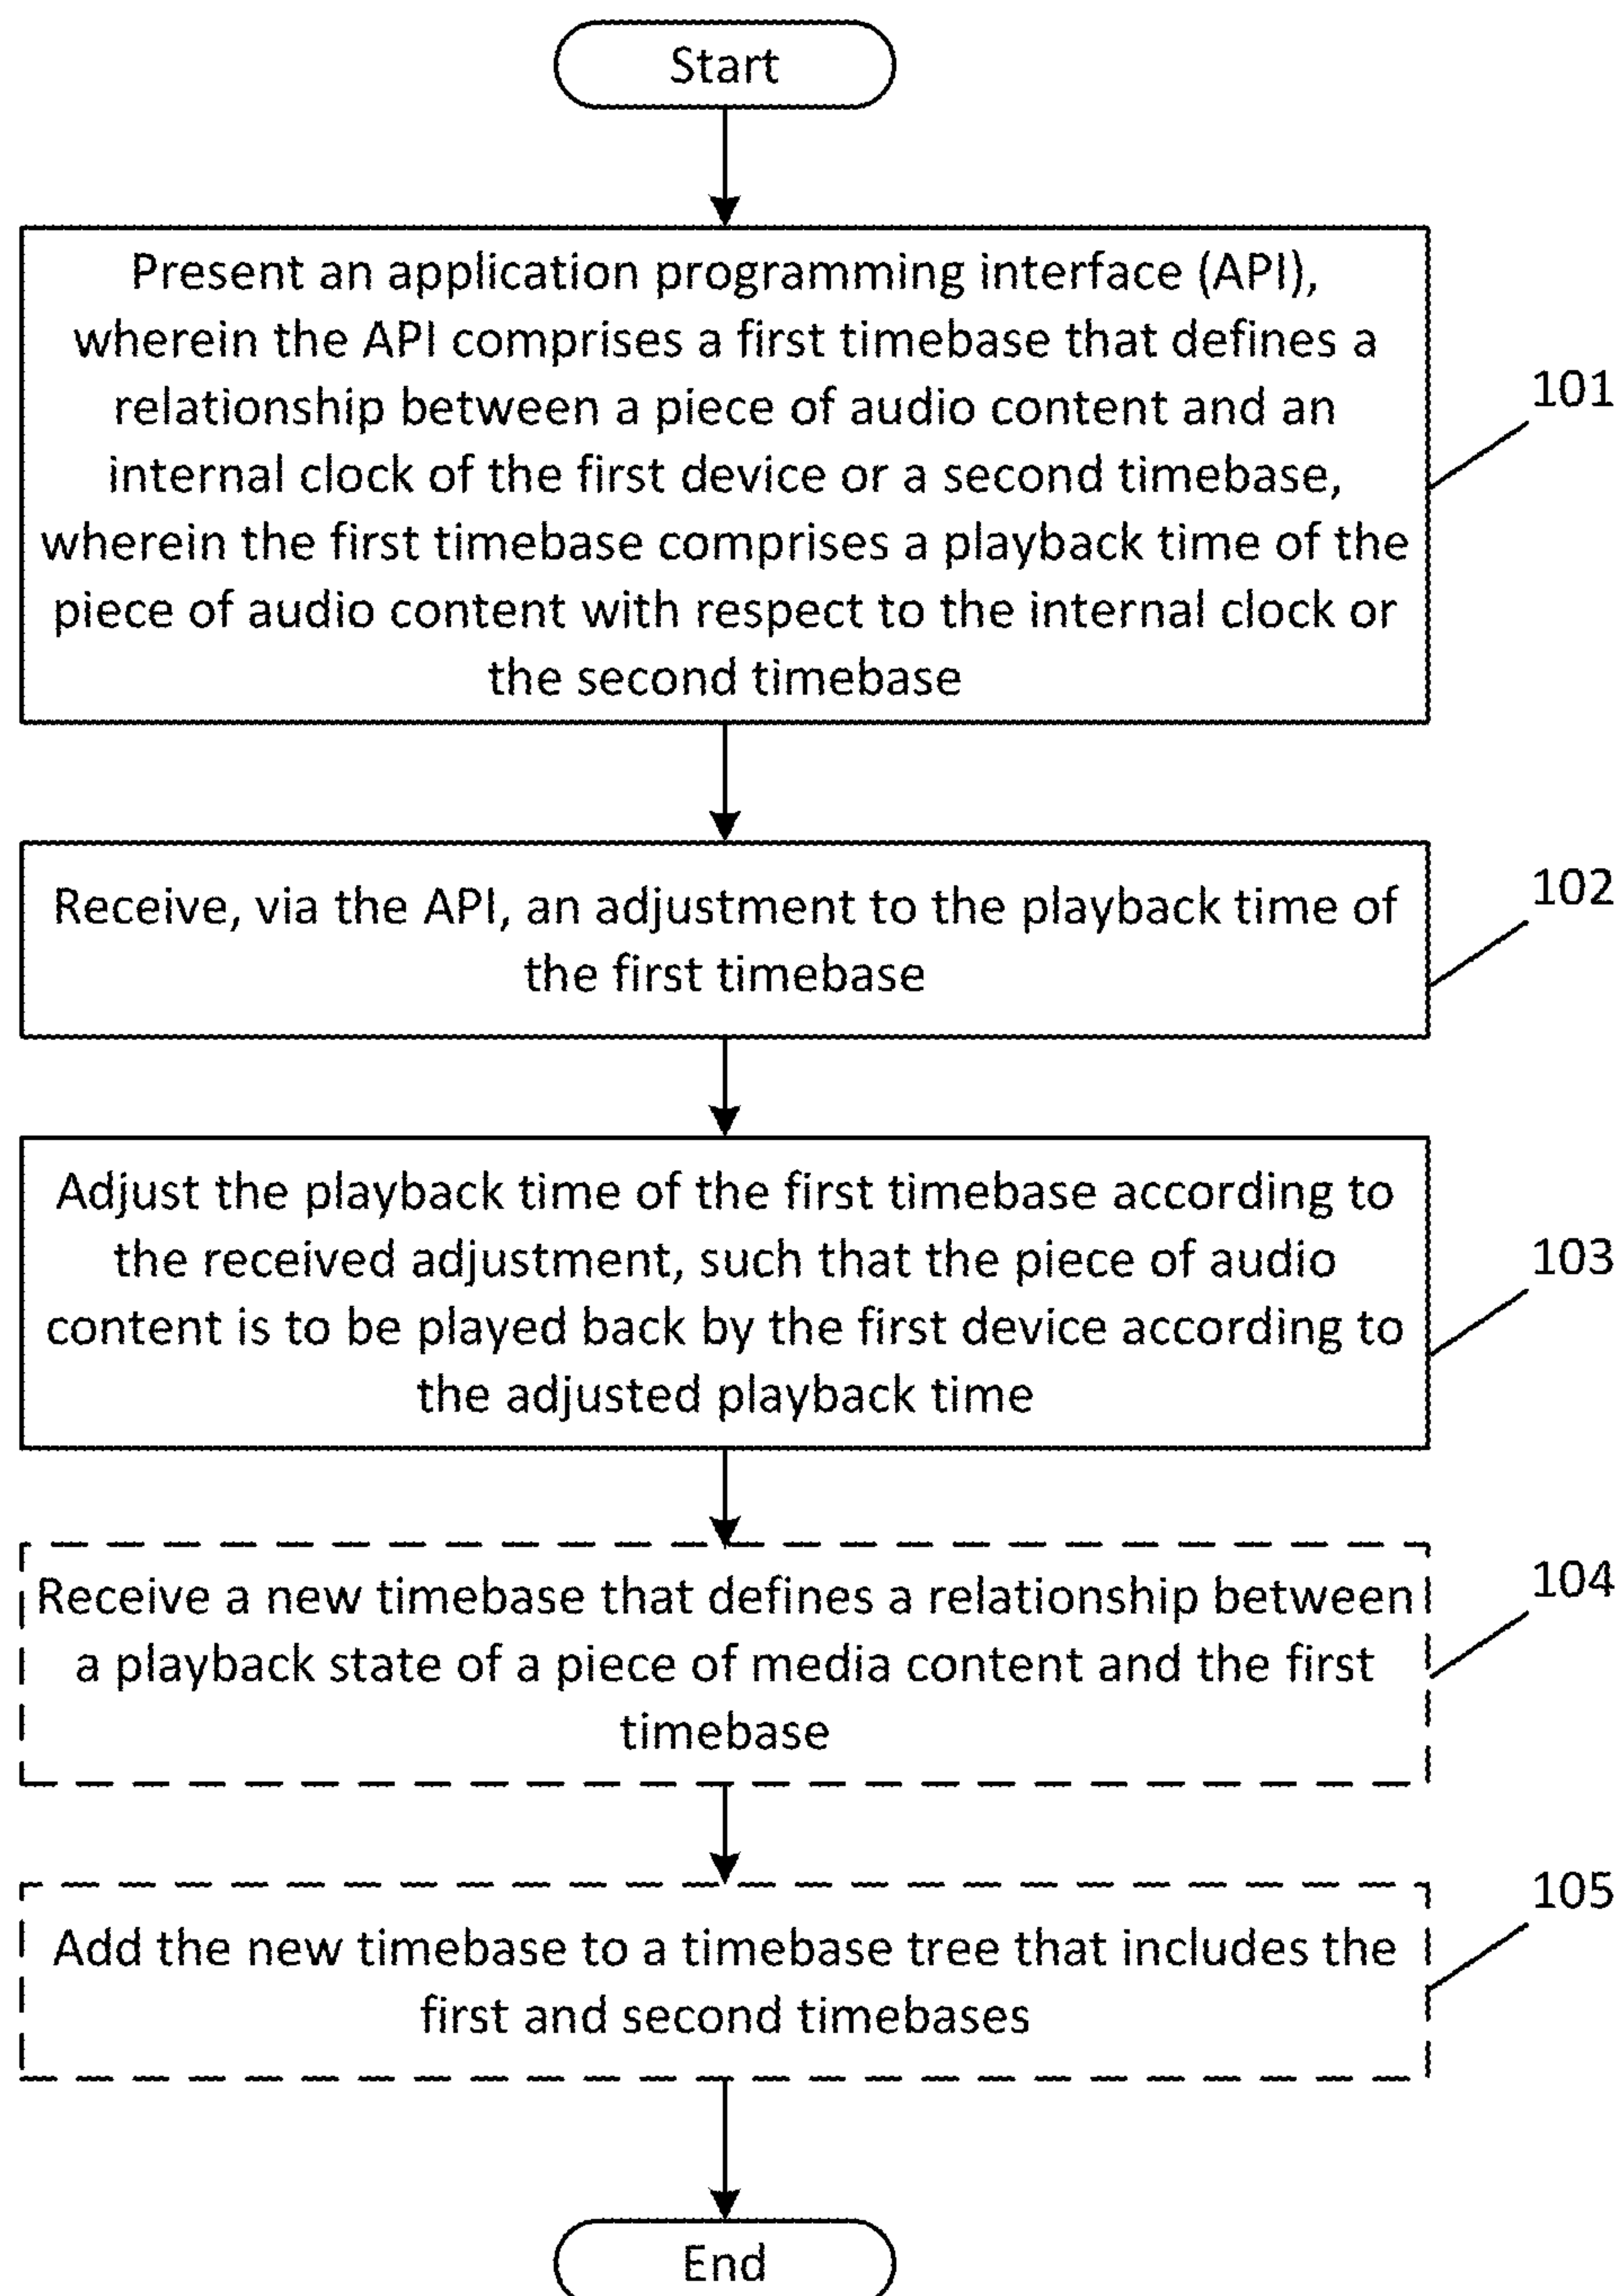 Start
Present an application programming interface (API),
wherein the API comprises a first timebase that defines a
relationship between a piece of audio content and an
internal clock of the first device or a second timebase,
wherein the first timebase comprises a playback time of the
piece of audio content with respect to the internal clock or
the second timebase
101
Receive, via the API, an adjustment to the playback time of
the first timebase
102
Adjust the playback time of the first timebase according to
the received adjustment, such that the piece of audio
content is to be played back by the first device according to
the adjusted playback time
103
Receive a new timebase that defines a relationship between
a playback state of a piece of media content and the first
timebase
104
Add the new timebase to a timebase tree that includes the
first and second timebases
105
End